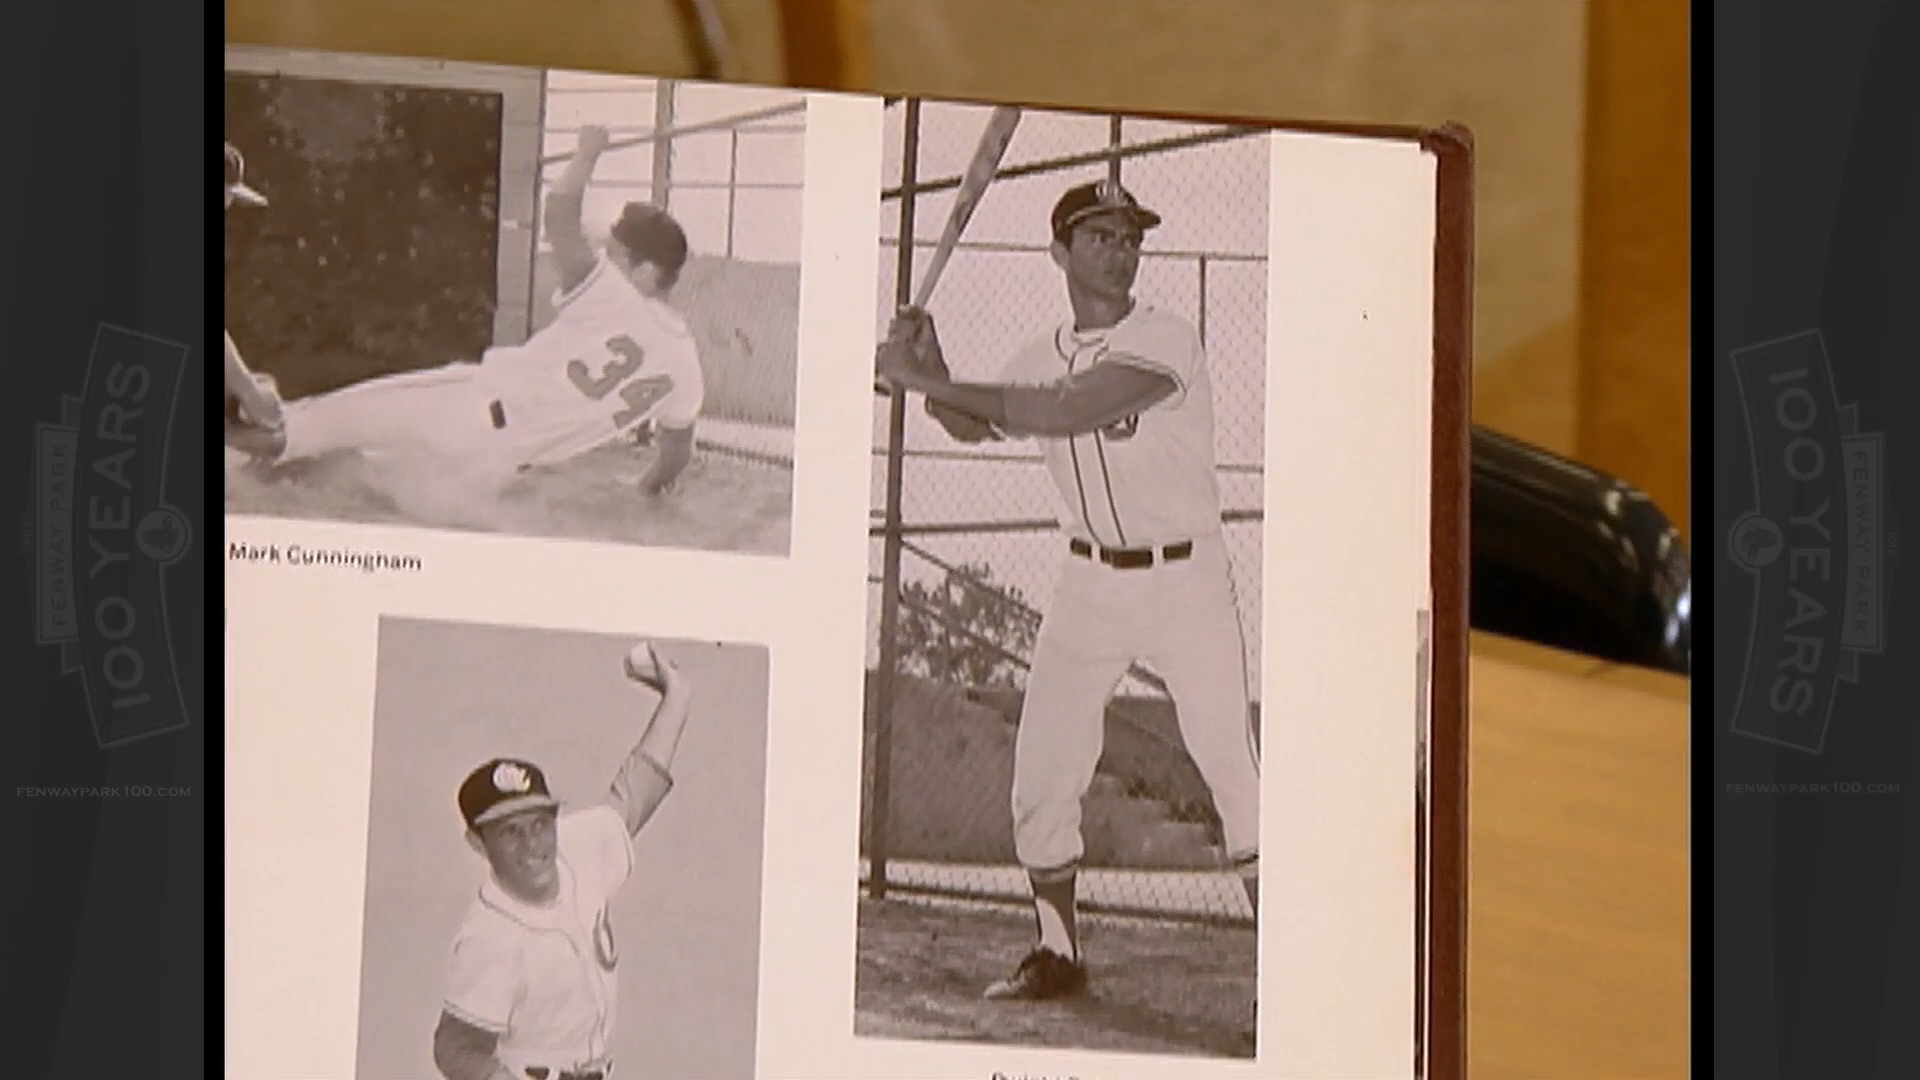 Mark Cunningham
34
FENWAY PARK
100 YEARS
FENWAYPARK100.COM
100 YEARS
FENWAY PARK
FENWAYPARK100.COM